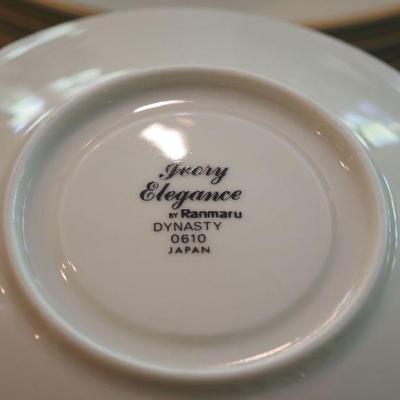 Ivory
Elegance
BY Ranmaru
DYNASTY
0610
JAPAN